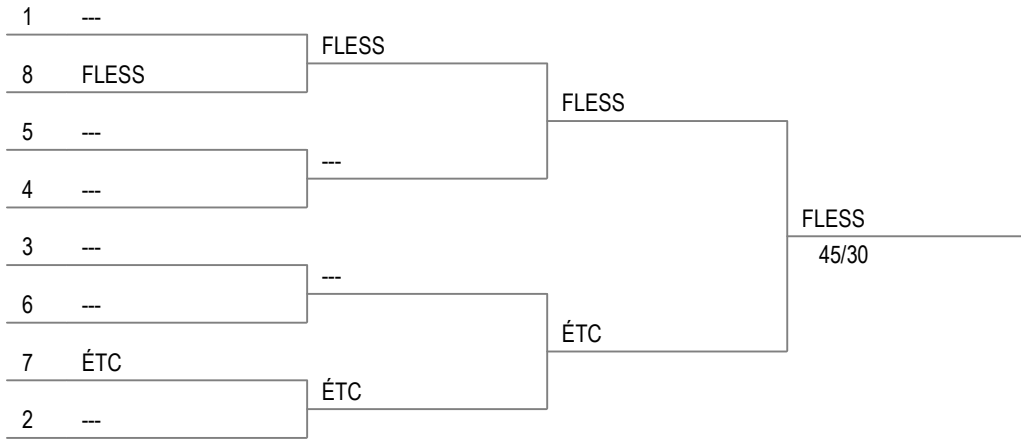 1 ---
8 FLESS
5 ---
4 ---
3 ---
6 ---
7 ÉTC
2 ---
FLESS
---
---
ÉTC
FLESS
ÉTC
FLESS
45/30